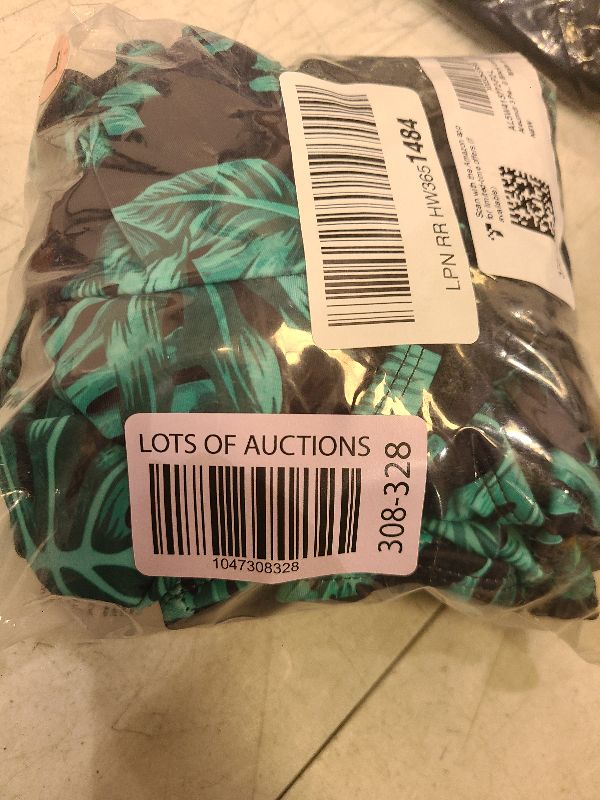 LPN RR HW3651484
Scan with the Amazon app
LOTS OF AUCTIONS
1047308328
308-328